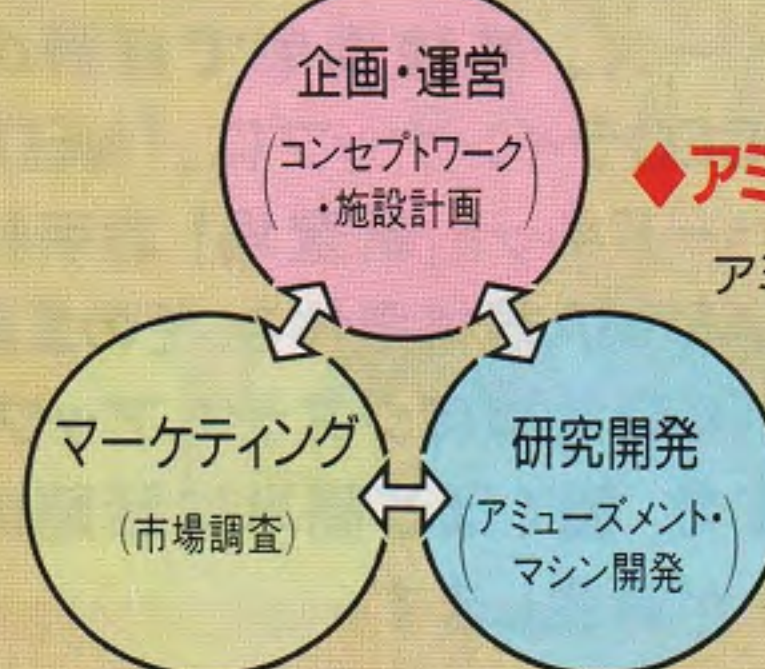 企画・運営
(コンセプトワーク
・施設計画)
◆アミ
アミ
マーケティング
(市場調査)
研究開発
(アミューズメント・
マシン開発)